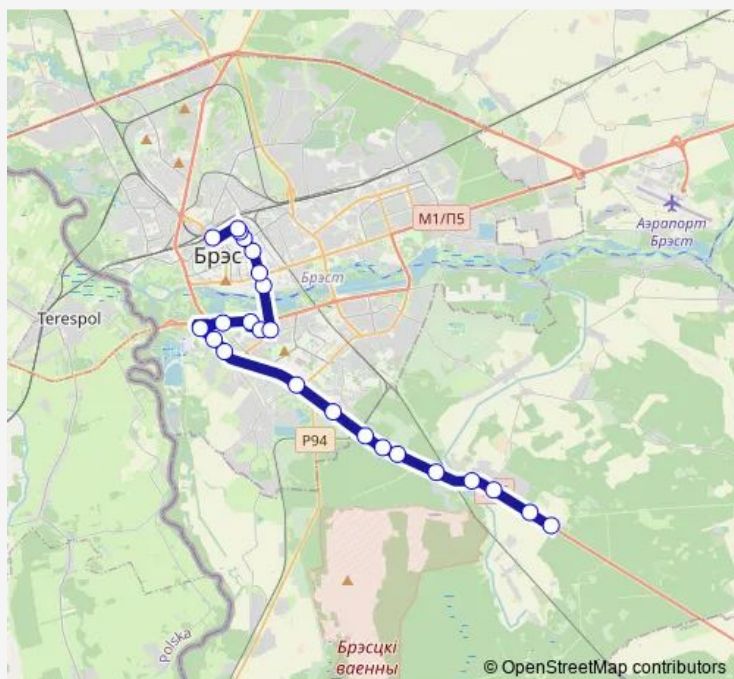 М1/П5
Аэрапорт
Брэст
Брэс
Брэст
Terespol
Р94
Polska
Брэсцкі
ваенны
© OpenStreetMap contributors